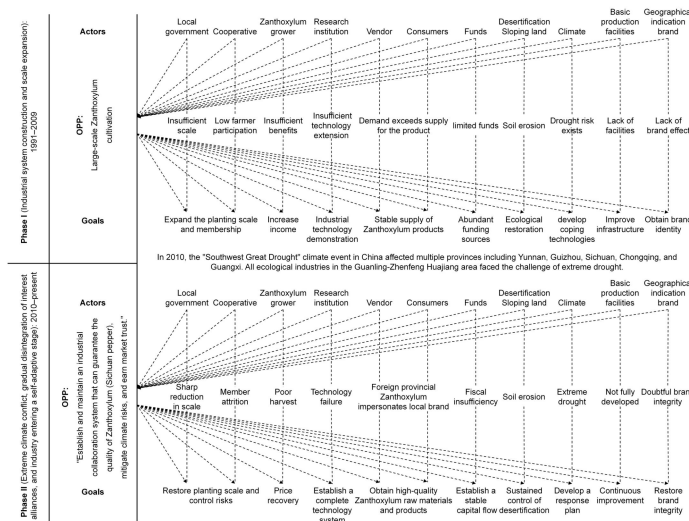 Phase I (Industrial system construction and scale expansion):
1991–2009
OPP:
Large-scale Zanthoxylum
cultivation
Actors
Local
government
Cooperative
Zanthoxylum
grower
Research
institution
Vendor
Consumers
Funds
Desertification
Sloping land
Climate
Basic
production
facilities
Geographical
indication
brand
Insufficient
scale
Low farmer
participation
Insufficient
benefits
Insufficient
technology
extension
Demand exceeds supply
for the product
limited funds
Soil erosion
Drought risk
exists
Lack of
facilities
Lack of
brand effect
Goals
Expand the planting scale
and membership
Increase
income
Industrial
technology
demonstration
Stable supply of
Zanthoxylum products
Abundant
funding
sources
Ecological
restoration
develop
coping
technologies
Improve
infrastructure
Obtain brand
identity
In 2010, the "Southwest Great Drought" climate event in China affected multiple provinces including Yunnan, Guizhou, Sichuan, Chongqing, and
Guangxi. All ecological industries in the Guanling-Zhenfeng Huajiang area faced the challenge of extreme drought.
Phase II (Extreme climate conflict, gradual disintegration of interest
alliances, and industry entering a self-adaptive stage): 2010–present
OPP:
"Establish and maintain an industrial
collaboration system that can guarantee the
quality of Zanthoxylum (Sichuan pepper),
mitigate climate risks, and earn market trust."
Actors
Local
government
Cooperative
Zanthoxylum
grower
Research
institution
Vendor
Consumers
Funds
Desertification
Sloping land
Climate
Basic
production
facilities
Geographical
indication
brand
Sharp
reduction
in scale
Member
attrition
Poor
harvest
Technology
failure
Foreign provincial
Zanthoxylum
impersonates local brand
Fiscal
insufficiency
Soil erosion
Extreme
drought
Not fully
developed
Doubtful brand
integrity
Goals
Restore planting scale and
control risks
Price
recovery
Establish a
complete
technology
system
Obtain high-quality
Zanthoxylum raw materials
and products
Establish a
stable
capital flow
Sustained
control of
desertification
Develop a
response
plan
Continuous
improvement
Restore
brand
integrity